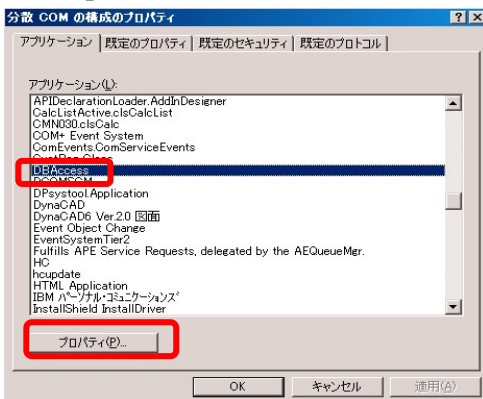 分散 COM の構成のプロパティ
アプリケーション 既定のプロパティ 既定のセキュリティ 既定のプロトコル
アプリケーション(L):
APIDeclarationLoader.AddInDesigner
CalcListActive.clsCalcList
CMN030.clsCalc
COM+ Event System
ComEvents.ComServiceEvents
DBAccess
DCOMSCM
DPsystool.Application
DynaCAD
DynaCAD6 Ver.2.0 図面
Event Object Change
EventSystemTier2
Fulfills APE Service Requests, delegated by the AEQueueMgr.
HC
hcupdate
HTML Application
IBM パーソナル・コミュニケーションズ
InstallShield InstallDriver
プロパティ(P)...
OK キャンセル 適用(A)